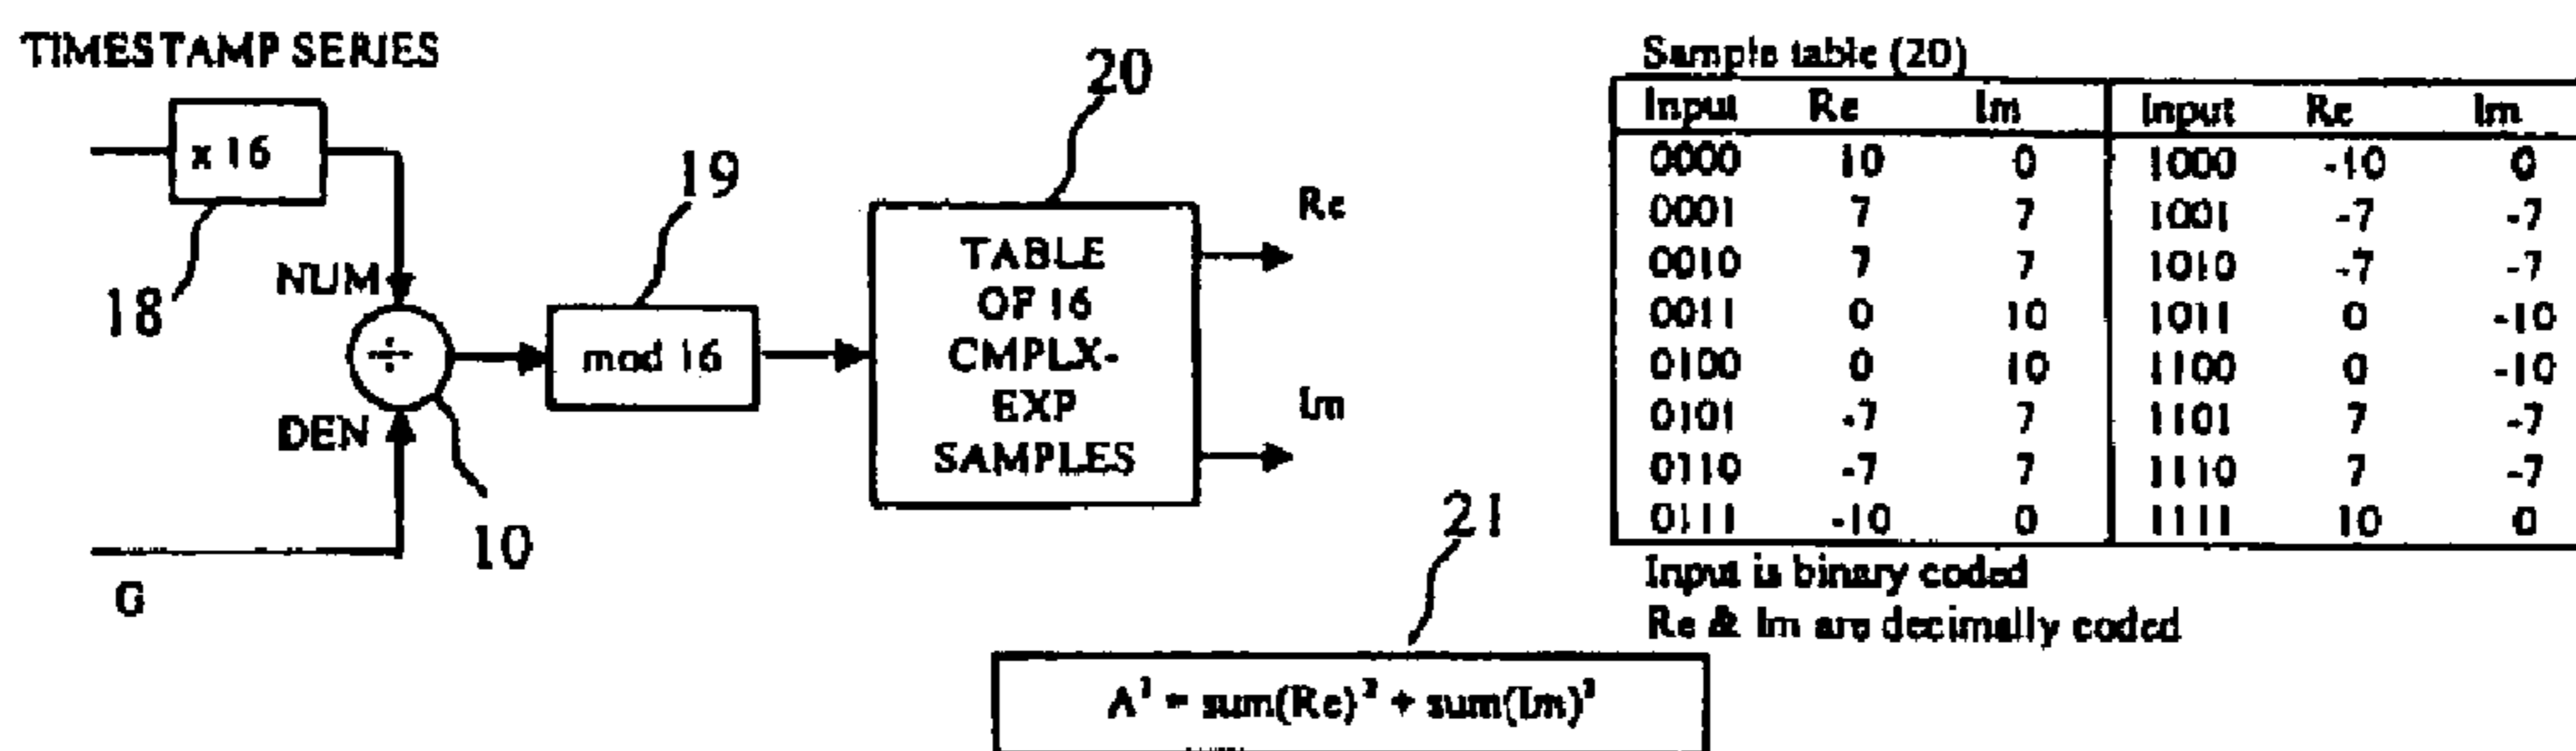 TIMESTAMP SERIES
x 16
18
NUM
÷
DEN
10
G
19
mod 16
20
TABLE
OF 16
CMPLX-
EXP
SAMPLES
Re
Im
21
A² = sum(Re)² + sum(Im)²
Sample table (20)
Input Re Im Input Re Im
0000 10 0 1000 -10 0
0001 7 7 1001 -7 -7
0010 7 7 1010 -7 -7
0011 0 10 1011 0 -10
0100 0 10 1100 0 -10
0101 -7 7 1101 7 -7
0110 -7 7 1110 7 -7
0111 -10 0 1111 10 0
Input is binary coded
Re & Im are decimally coded